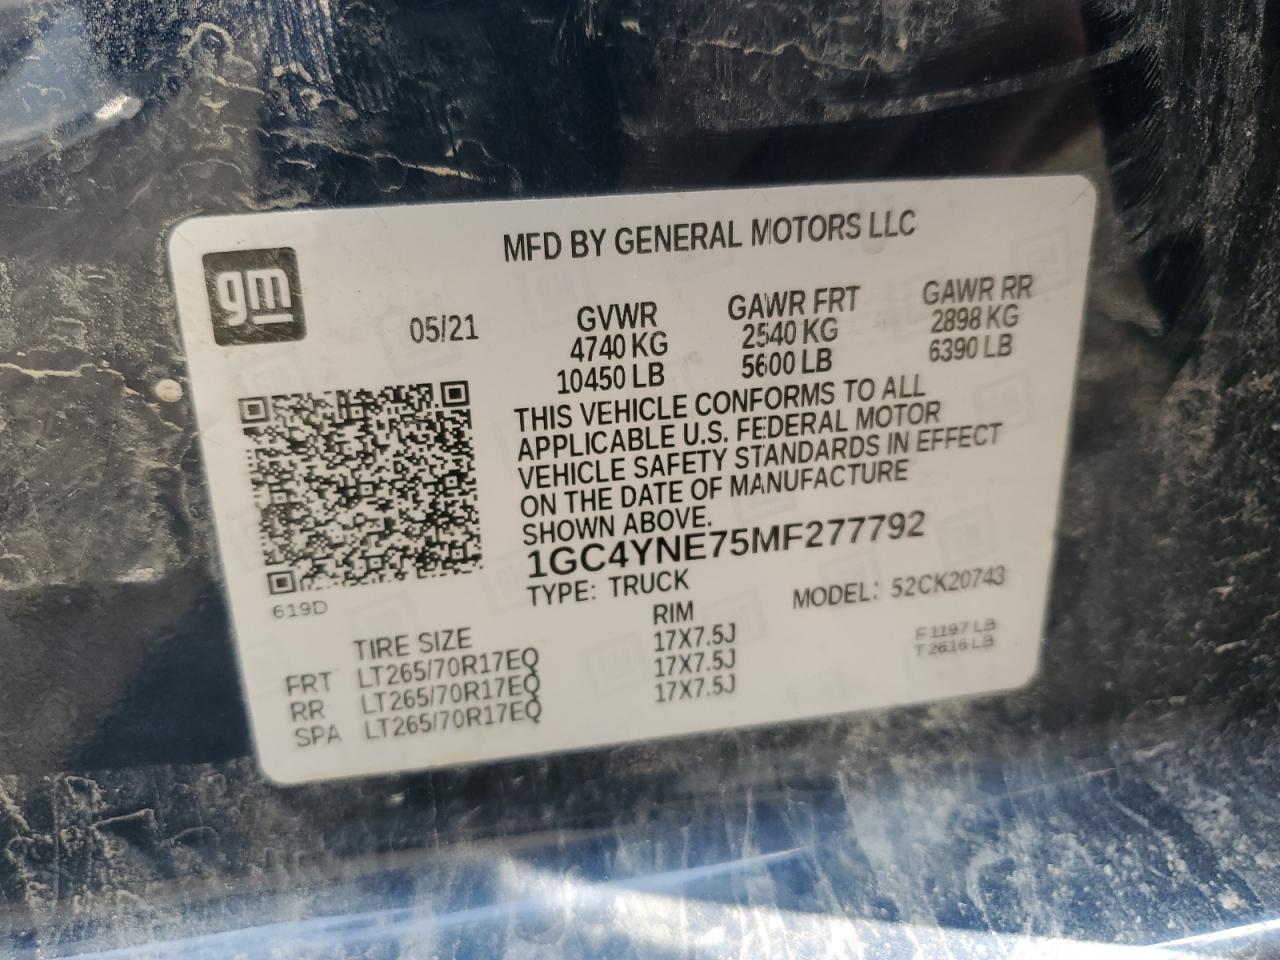 gm
MFD BY GENERAL MOTORS LLC
05/21
GVWR GAWR FRT GAWR RR
4740 KG 2540 KG 2898 KG
10450 LB 5600 LB 6390 LB
THIS VEHICLE CONFORMS TO ALL
APPLICABLE U.S. FEDERAL MOTOR
VEHICLE SAFETY STANDARDS IN EFFECT
ON THE DATE OF MANUFACTURE
SHOWN ABOVE.
1GC4YNE75MF277792
TYPE: TRUCK MODEL: 52CK20743
619D
TIRE SIZE RIM
FRT LT265/70R17EQ 17X7.5J
RR LT265/70R17EQ 17X7.5J
SPA LT265/70R17EQ 17X7.5J
F 1197 LB
T 2616 LB